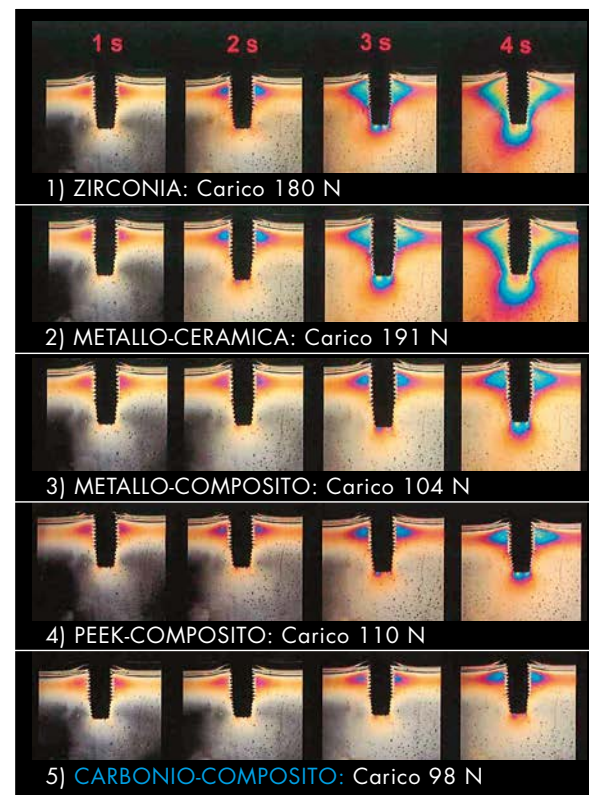 1 s 2 s 3 s 4 s
1) ZIRCONIA: Carico 180 N
2) METALLO-CERAMICA: Carico 191 N
3) METALLO-COMPOSITO: Carico 104 N
4) PEEK-COMPOSITO: Carico 110 N
5) CARBONIO-COMPOSITO: Carico 98 N